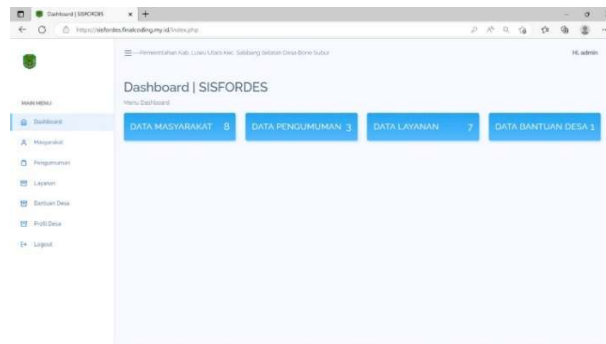 Dashboard | SISFORDES
https://sisfordes.finalcoding.my.id/index.php
Pemerintahan Kab. Luwu Utara Kec. Sabbang Selatan Desa Bone Subur
Hi, admin
Dashboard | SISFORDES
Menu Dashboard
MAIN MENU
Dashboard
Masyarakat
Pengumuman
Layanan
Bantuan Desa
Profil Desa
Logout
DATA MASYARAKAT 8
DATA PENGUMUMAN 3
DATA LAYANAN 7
DATA BANTUAN DESA 1